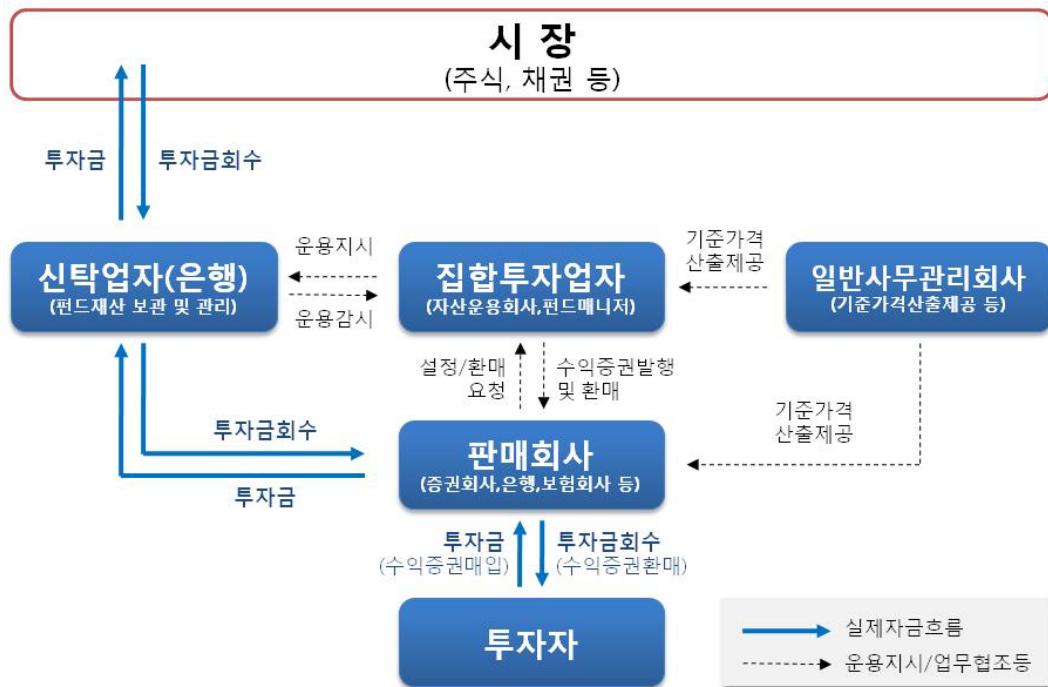 시 장
(주식, 채권 등)
투자금
투자금회수
신탁업자(은행)
(펀드재산 보관 및 관리)
운용지시
운용감시
집합투자업자
(자산운용회사,펀드매니저)
기준가격
산출제공
일반사무관리회사
(기준가격산출제공 등)
설정/환매
요청
수익증권발행
및 환매
기준가격
산출제공
투자금회수
투자금
판매회사
(증권회사,은행,보험회사 등)
투자금
(수익증권매입)
투자금회수
(수익증권환매)
투자자
실제자금흐름
운용지시/업무협조등